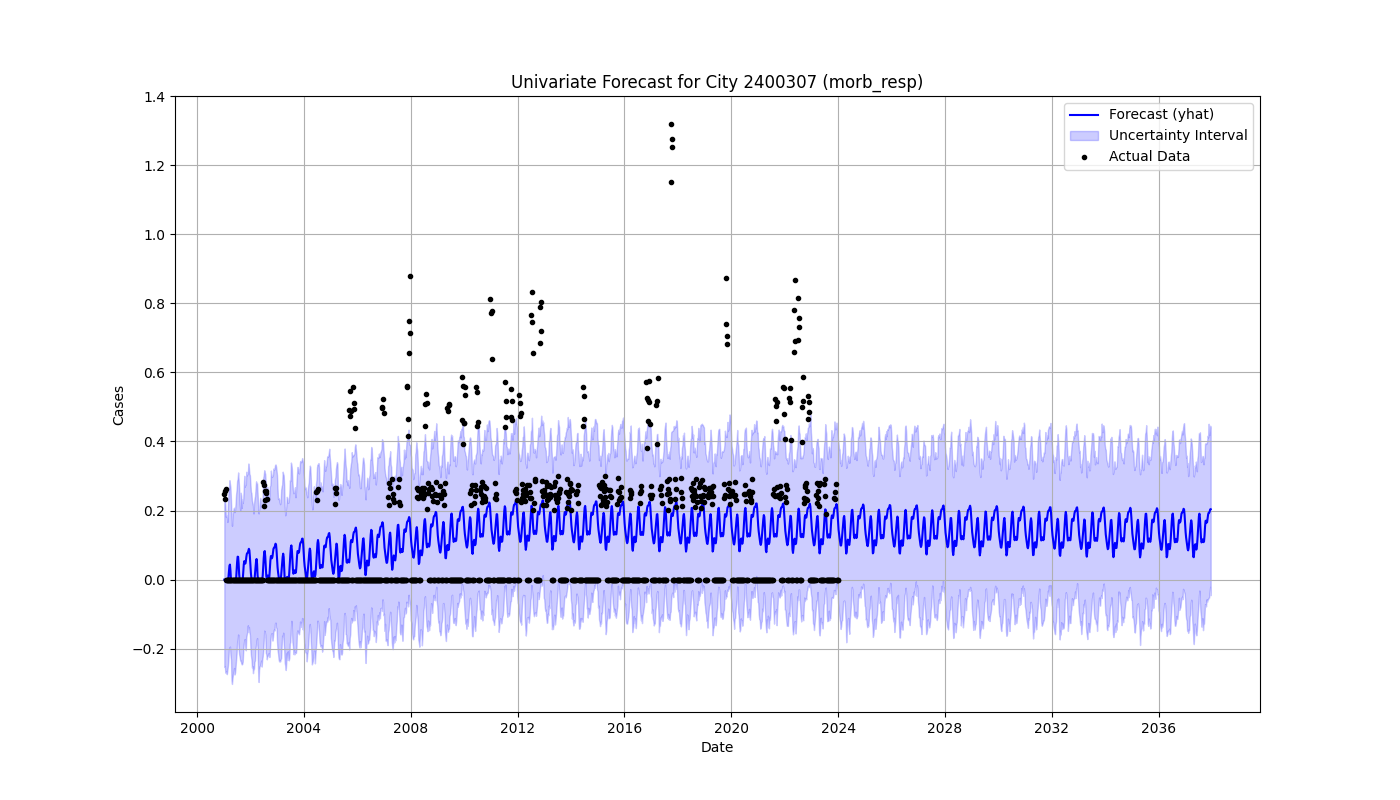 Univariate Forecast for City 2400307 (morb_resp)
Forecast (yhat)
Uncertainty Interval
Actual Data
Cases
1.4
1.2
1.0
0.8
0.6
0.4
0.2
0.0
−0.2
2000 2004 2008 2012 2016 2020 2024 2028 2032 2036
Date